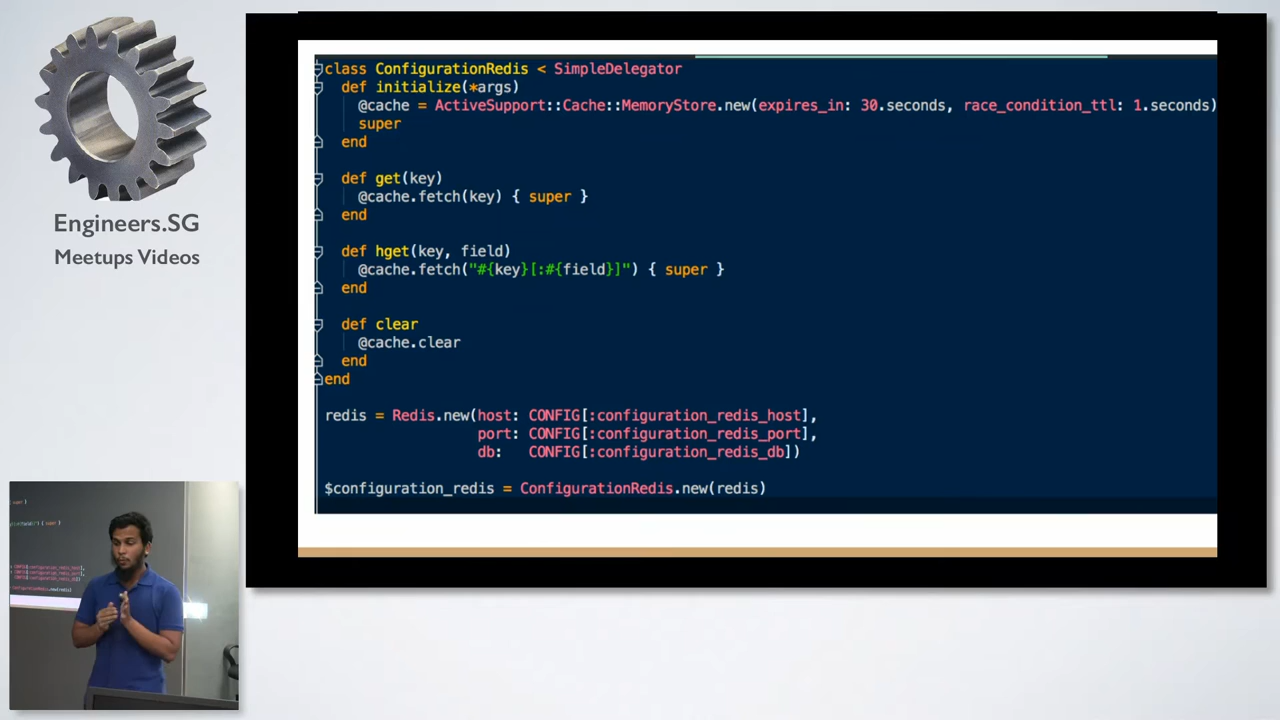 Engineers.SG
Meetups Videos
class ConfigurationRedis < SimpleDelegator
def initialize(*args)
@cache = ActiveSupport::Cache::MemoryStore.new(expires_in: 30.seconds, race_condition_ttl: 1.seconds)
super
end
def get(key)
@cache.fetch(key) { super }
end
def hget(key, field)
@cache.fetch("#{key}[:#{field}]") { super }
end
def clear
@cache.clear
end
end
redis = Redis.new(host: CONFIG[:configuration_redis_host],
port: CONFIG[:configuration_redis_port],
db: CONFIG[:configuration_redis_db])
$configuration_redis = ConfigurationRedis.new(redis)